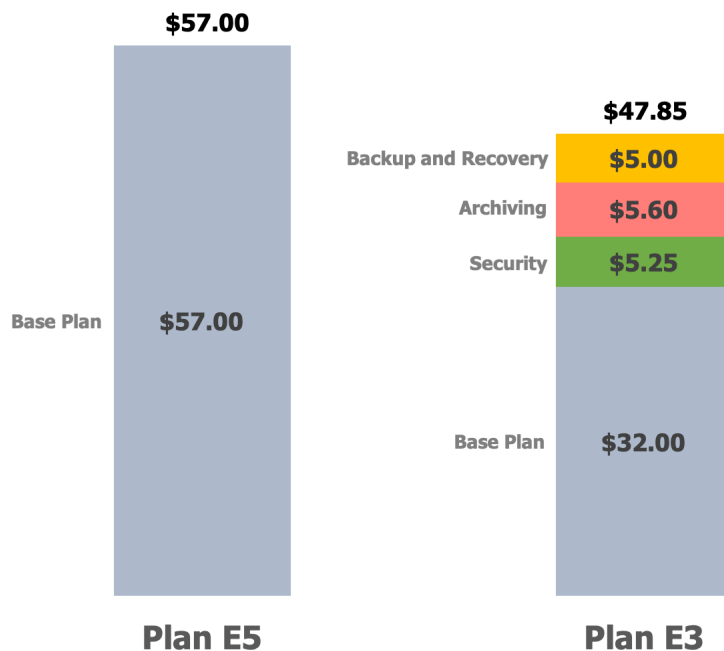 $57.00
$47.85
Backup and Recovery $5.00
Archiving $5.60
Security $5.25
Base Plan $57.00
Base Plan $32.00
Plan E5
Plan E3